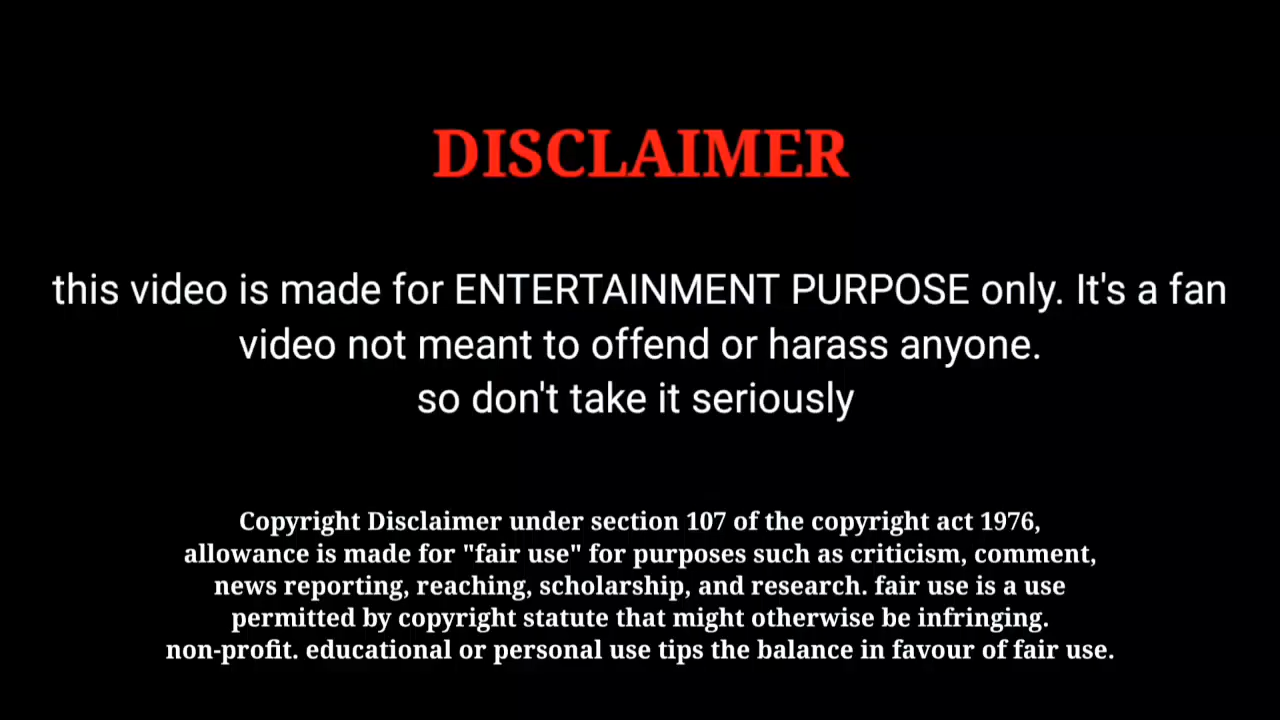 DISCLAIMER
this video is made for ENTERTAINMENT PURPOSE only. It's a fan
video not meant to offend or harass anyone.
so don't take it seriously
Copyright Disclaimer under section 107 of the copyright act 1976,
allowance is made for "fair use" for purposes such as criticism, comment,
news reporting, reaching, scholarship, and research. fair use is a use
permitted by copyright statute that might otherwise be infringing.
non-profit. educational or personal use tips the balance in favour of fair use.